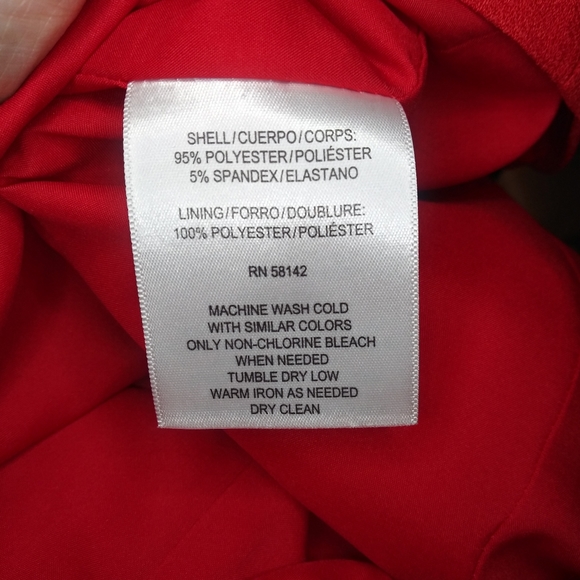 SHELL/CUERPO/CORPS:
95% POLYESTER/POLIÉSTER
5% SPANDEX/ELASTANO
LINING/FORRO/DOUBLURE:
100% POLYESTER/POLIÉSTER
RN 58142
MACHINE WASH COLD
WITH SIMILAR COLORS
ONLY NON-CHLORINE BLEACH
WHEN NEEDED
TUMBLE DRY LOW
WARM IRON AS NEEDED
DRY CLEAN